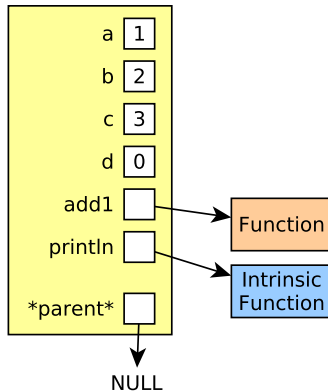 a 1
b 2
c 3
d 0
add1
Function
println
Intrinsic
Function
*parent*
NULL